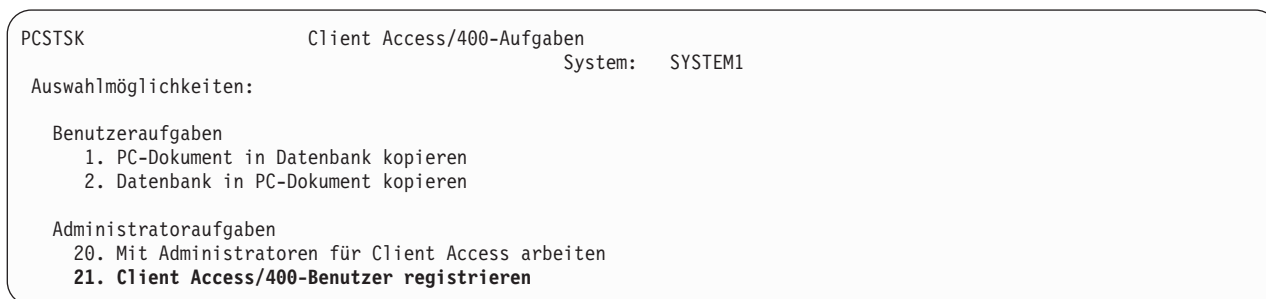 PCSTSK Client Access/400-Aufgaben
System: SYSTEM1
Auswahlmöglichkeiten:
Benutzeraufgaben
1. PC-Dokument in Datenbank kopieren
2. Datenbank in PC-Dokument kopieren
Administratoraufgaben
20. Mit Administratoren für Client Access arbeiten
21. Client Access/400-Benutzer registrieren